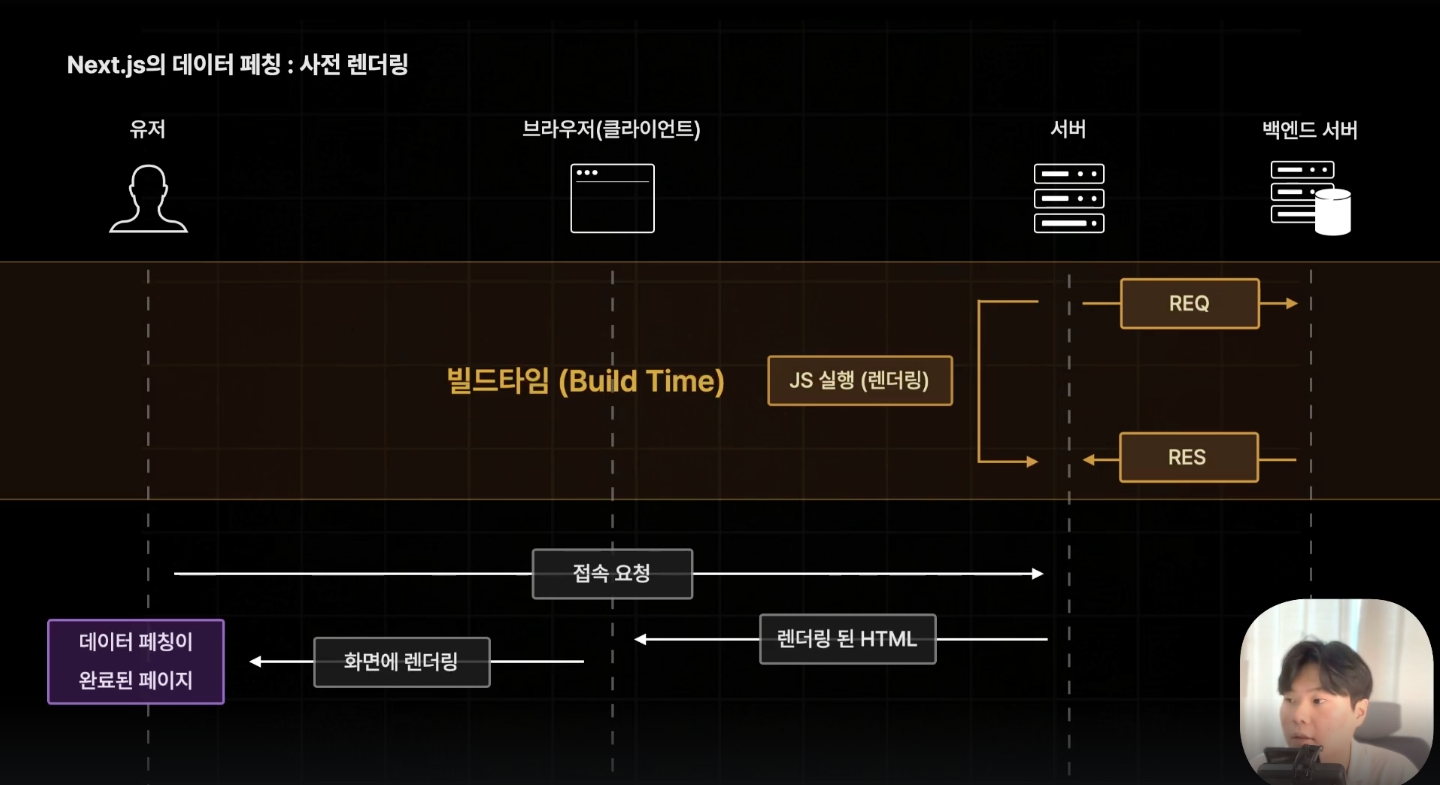 Next.js의 데이터 페칭 : 사전 렌더링
유저
브라우저(클라이언트)
서버
백엔드 서버
REQ
빌드타임 (Build Time)
JS 실행 (렌더링)
RES
접속 요청
렌더링 된 HTML
화면에 렌더링
데이터 페칭이
완료된 페이지